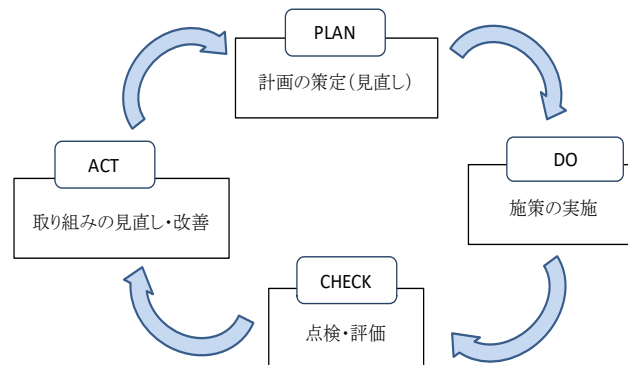 PLAN
計画の策定(見直し)
DO
施策の実施
CHECK
点検・評価
ACT
取り組みの見直し・改善